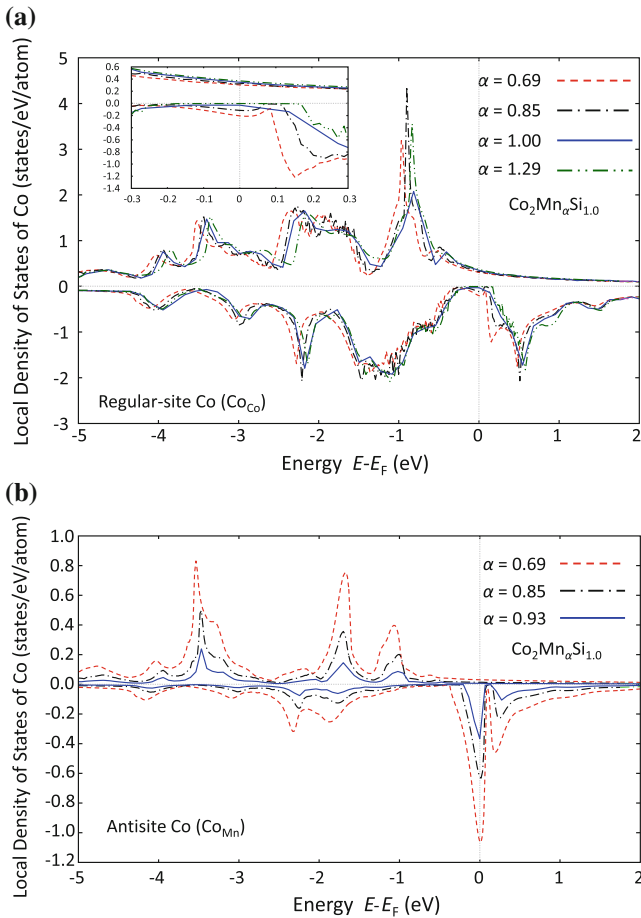 (a)
Local Density of States of Co (states/eV/atom)
5
4
3
2
1
0
-1
-2
-3
0.6
0.4
0.2
0.0
-0.2
-0.4
-0.6
-0.8
-1.0
-1.2
-1.4
-0.3 -0.2 -0.1 0 0.1 0.2 0.3
α = 0.69
α = 0.85
α = 1.00
α = 1.29
Co₂MnαSi₁.₀
Regular-site Co (Co_Co)
-5 -4 -3 -2 -1 0 1 2
Energy E-E_F (eV)
(b)
Local Density of States of Co (states/eV/atom)
1.0
0.8
0.6
0.4
0.2
0.0
-0.2
-0.4
-0.6
-0.8
-1.0
-1.2
α = 0.69
α = 0.85
α = 0.93
Co₂MnαSi₁.₀
Antisite Co (Co_Mn)
-5 -4 -3 -2 -1 0 1 2
Energy E-E_F (eV)